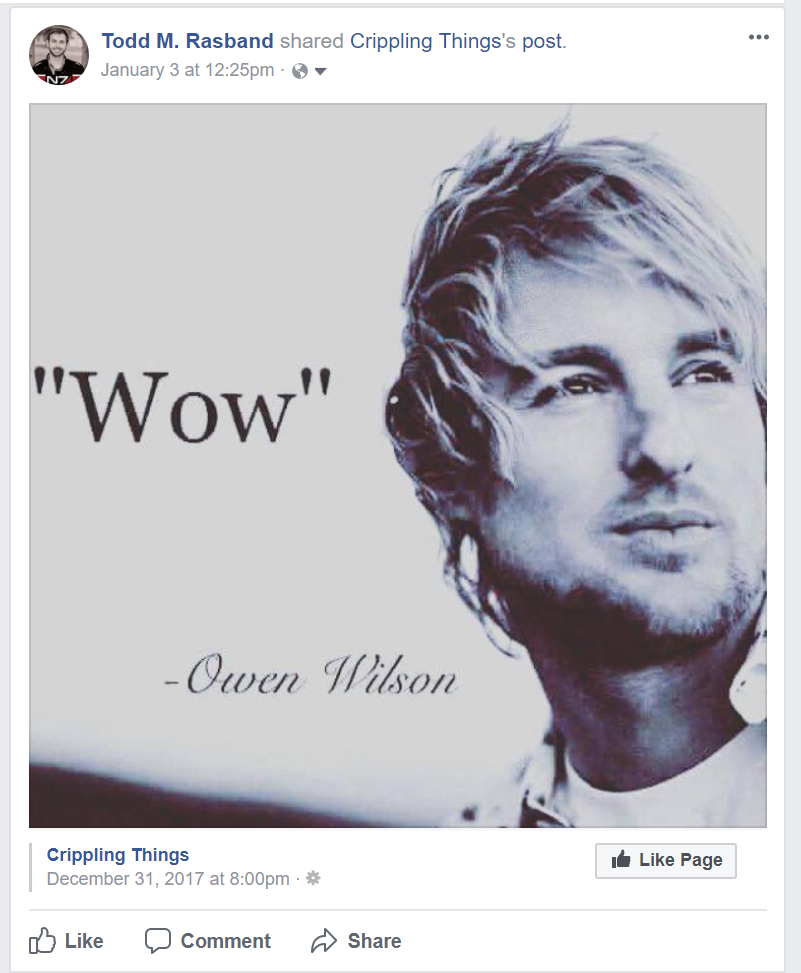 Todd M. Rasband shared Crippling Things's post.
January 3 at 12:25pm ·
N7
"Wow"
-Owen Wilson
Crippling Things
December 31, 2017 at 8:00pm ·
Like Page
Like Comment Share